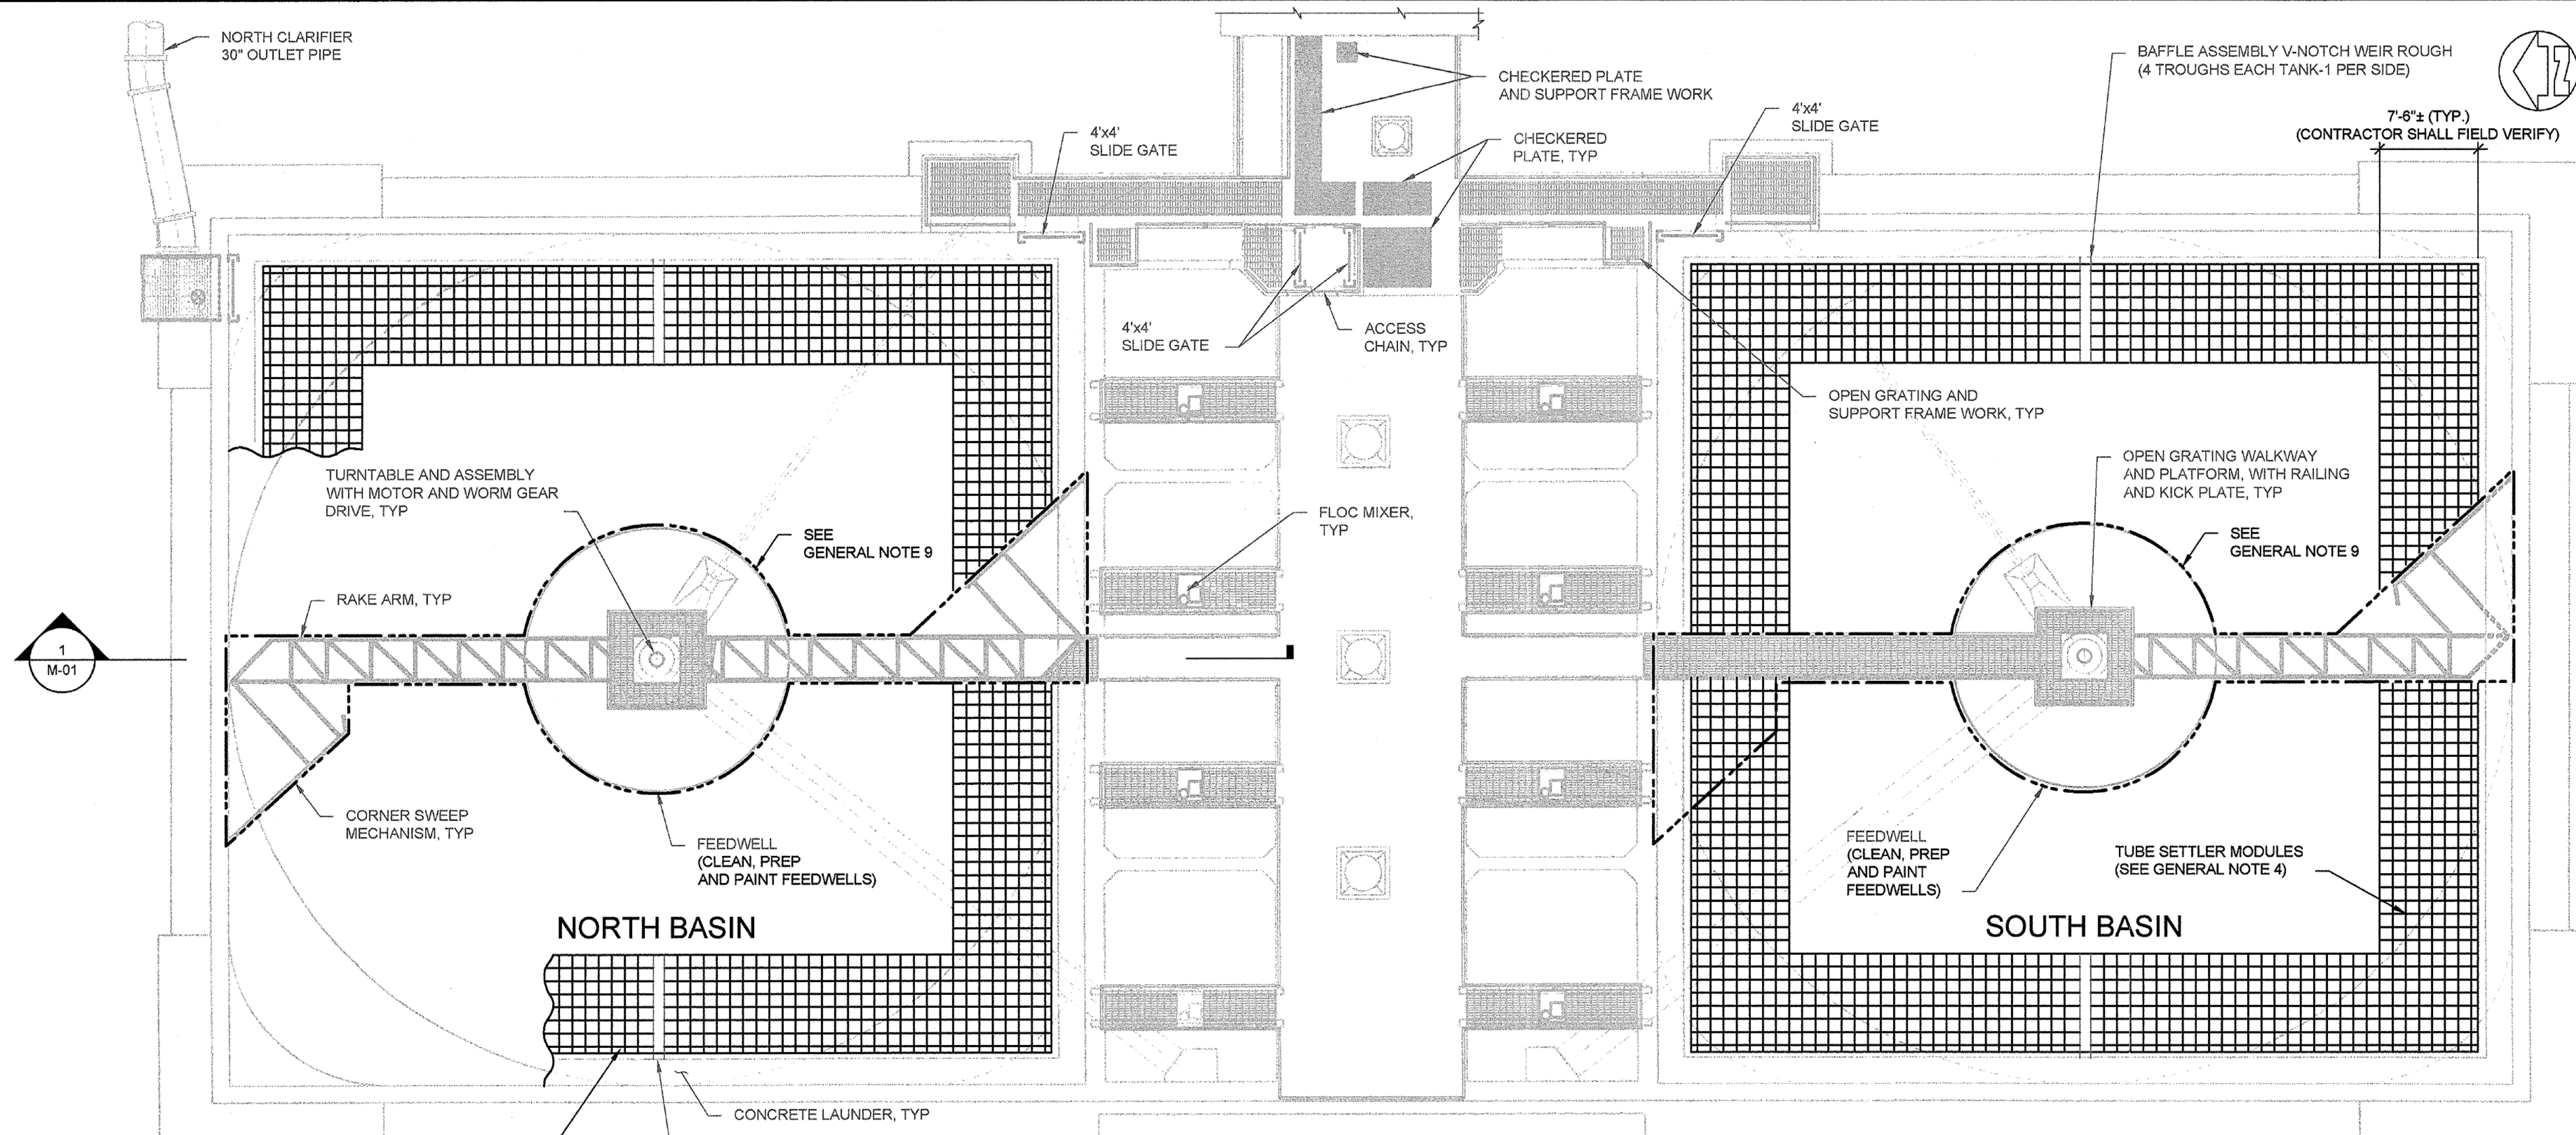 NORTH CLARIFIER
30" OUTLET PIPE
4'x4'
SLIDE GATE
CHECKERED PLATE
AND SUPPORT FRAME WORK
CHECKERED
PLATE, TYP
4'x4'
SLIDE GATE
BAFFLE ASSEMBLY V-NOTCH WEIR ROUGH
(4 TROUGHS EACH TANK-1 PER SIDE)
N
7'-6"± (TYP.)
(CONTRACTOR SHALL FIELD VERIFY)
4'x4'
SLIDE GATE
ACCESS
CHAIN, TYP
OPEN GRATING AND
SUPPORT FRAME WORK, TYP
TURNTABLE AND ASSEMBLY
WITH MOTOR AND WORM GEAR
DRIVE, TYP
OPEN GRATING WALKWAY
AND PLATFORM, WITH RAILING
AND KICK PLATE, TYP
SEE
GENERAL NOTE 9
FLOC MIXER,
TYP
SEE
GENERAL NOTE 9
RAKE ARM, TYP
1
M-01
CORNER SWEEP
MECHANISM, TYP
FEEDWELL
(CLEAN, PREP
AND PAINT FEEDWELLS)
FEEDWELL
(CLEAN, PREP
AND PAINT
FEEDWELLS)
TUBE SETTLER MODULES
(SEE GENERAL NOTE 4)
NORTH BASIN
SOUTH BASIN
CONCRETE LAUNDER, TYP